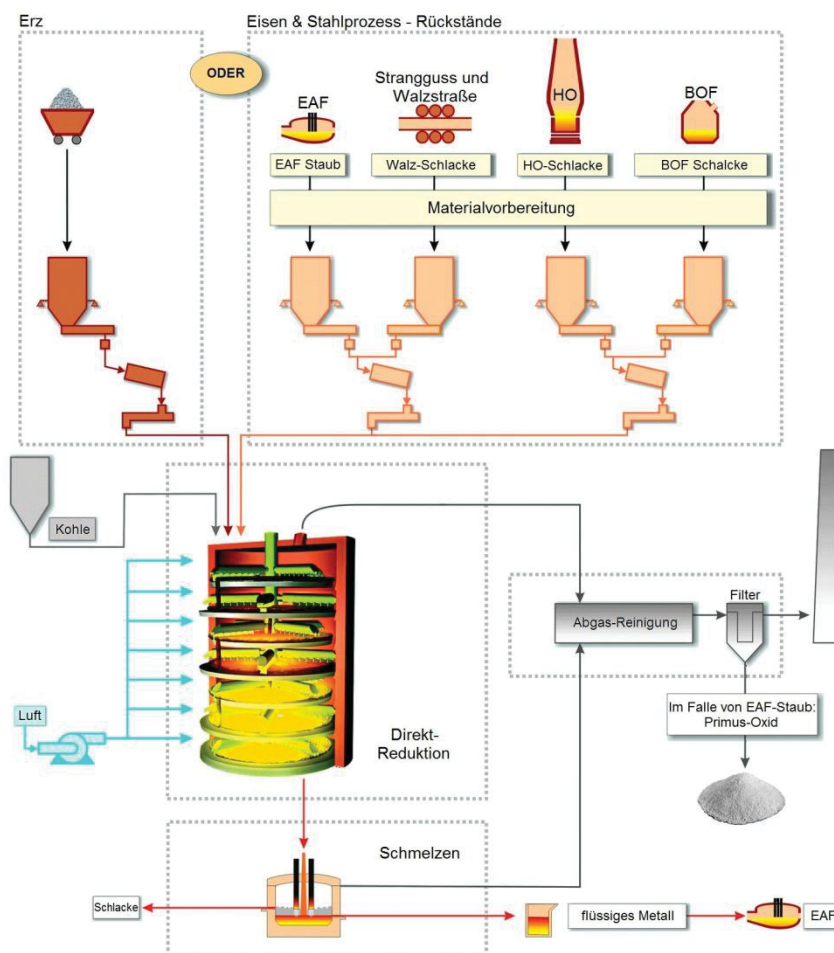 Erz
Eisen & Stahlprozess - Rückstände
ODER
EAF
Strangguss und
Walzstraße
HO
BOF
EAF Staub
Walz-Schlacke
HO-Schlacke
BOF Schalcke
Materialvorbereitung
Kohle
Luft
Direkt-
Reduktion
Abgas-Reinigung
Filter
Im Falle von EAF-Staub:
Primus-Oxid
Schmelzen
Schlacke
flüssiges Metall
EAF